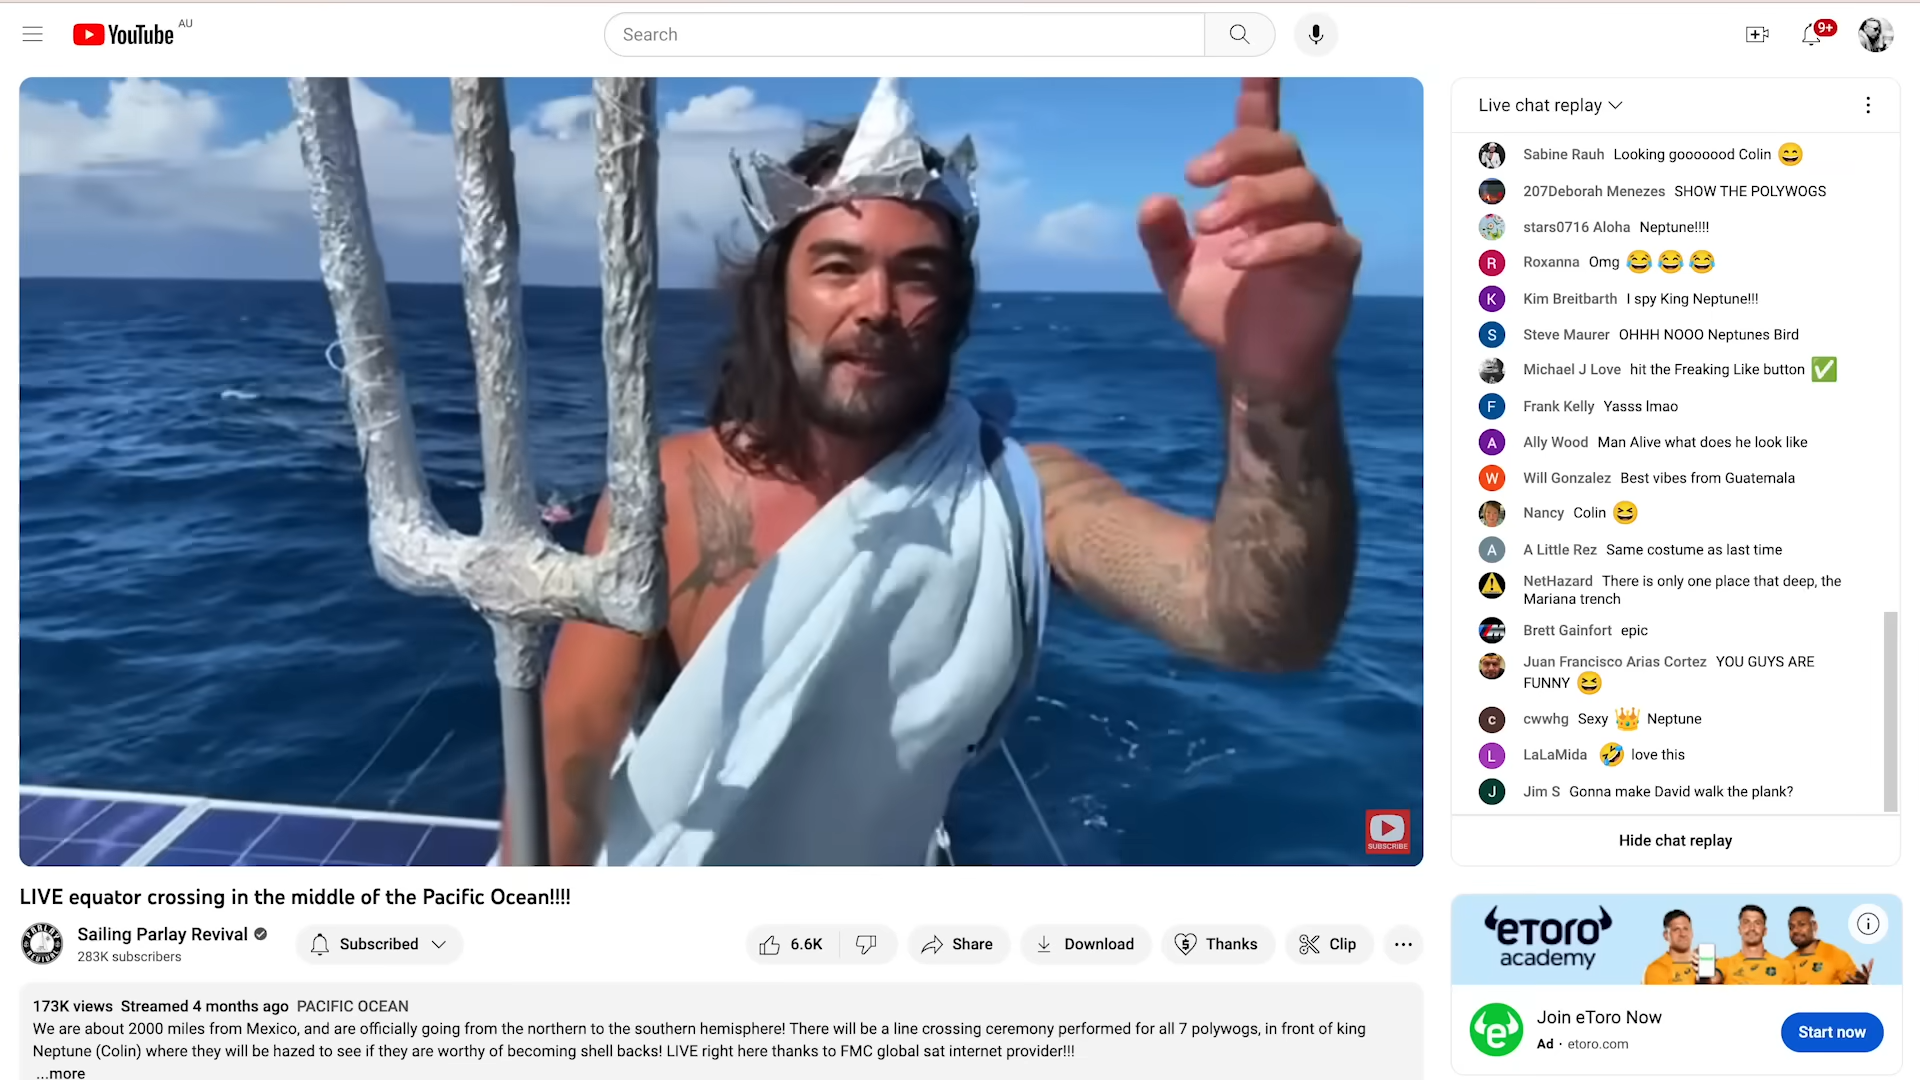 YouTube AU
Search
9+
Live chat replay
Sabine Rauh Looking gooooood Colin 😄
207Deborah Menezes SHOW THE POLYWOGS
stars0716 Aloha Neptune!!!!
R Roxanna Omg 😂 😂 😂
K Kim Breitbarth I spy King Neptune!!!
S Steve Maurer OHHH NOOO Neptunes Bird
Michael J Love hit the Freaking Like button ✅
F Frank Kelly Yasss lmao
A Ally Wood Man Alive what does he look like
W Will Gonzalez Best vibes from Guatemala
Nancy Colin 😆
A A Little Rez Same costume as last time
NetHazard There is only one place that deep, the
Mariana trench
Brett Gainfort epic
Juan Francisco Arias Cortez YOU GUYS ARE
FUNNY 😆
c cwwhg Sexy 👑 Neptune
L LaLaMida 🤣 love this
J Jim S Gonna make David walk the plank?
Hide chat replay
SUBSCRIBE
LIVE equator crossing in the middle of the Pacific Ocean!!!!
Sailing Parlay Revival
283K subscribers
Subscribed
6.6K
Share
Download
Thanks
Clip
173K views Streamed 4 months ago PACIFIC OCEAN
We are about 2000 miles from Mexico, and are officially going from the northern to the southern hemisphere! There will be a line crossing ceremony performed for all 7 polywogs, in front of king
Neptune (Colin) where they will be hazed to see if they are worthy of becoming shell backs! LIVE right here thanks to FMC global sat internet provider!!!
...more
eTORO
academy
Join eToro Now
Ad · etoro.com
Start now